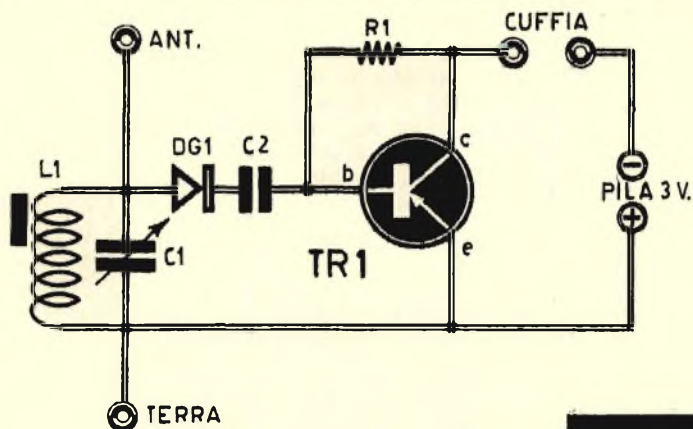 ANT.
R1
CUFFIA
DG1
C2
L1
b
c
PILA 3 V.
C1
TR1
e
TERRA